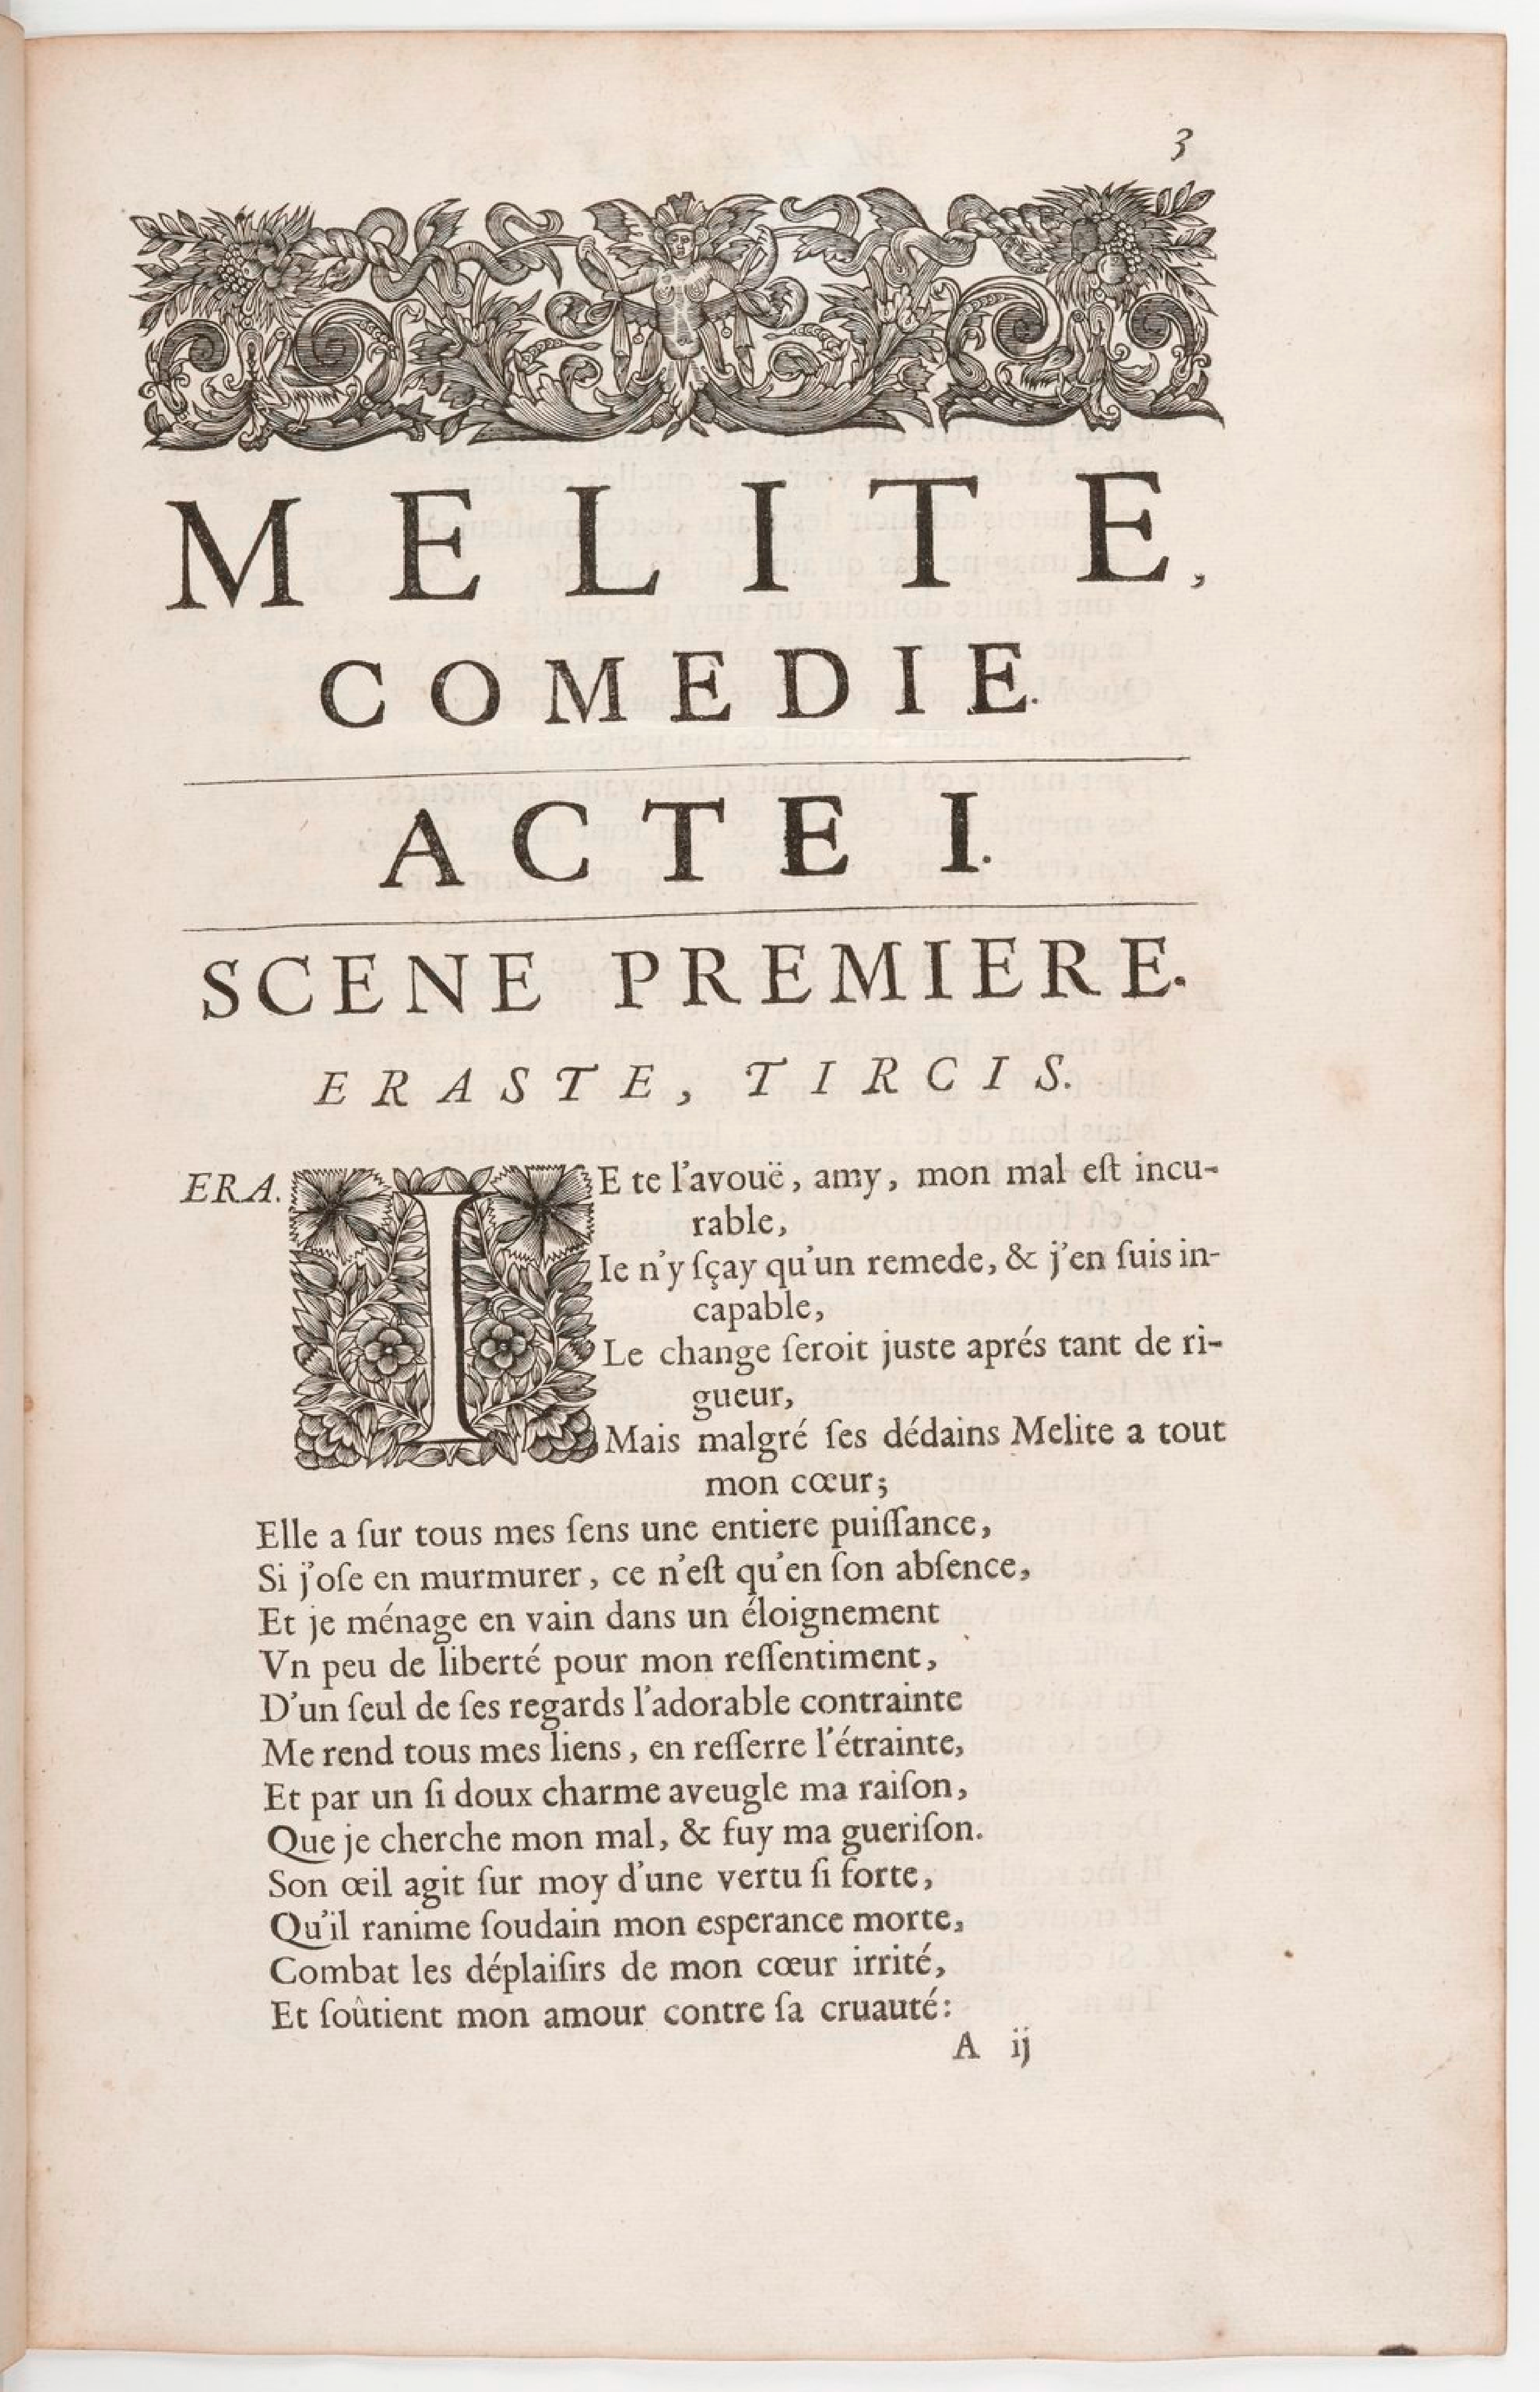 3
MELITE,
COMEDIE.
ACTE I.
SCENE PREMIERE.
ERASTE, TIRCIS.
ERA. IE te l'avouë, amy, mon mal eſt incu-
rable,
Ie n'y ſçay qu'un remede, & j'en ſuis in-
capable,
Le change ſeroit juste aprés tant de ri-
gueur,
Mais malgré ſes dédains Melite a tout
mon cœur;
Elle a ſur tous mes ſens une entiere puiſſance,
Si j'oſe en murmurer, ce n'eſt qu'en ſon abſence,
Et je ménage en vain dans un éloignement
Vn peu de liberté pour mon reſſentiment,
D'un ſeul de ſes regards l'adorable contrainte
Me rend tous mes liens, en reſſerre l'étrainte,
Et par un ſi doux charme aveugle ma raiſon,
Que je cherche mon mal, & fuy ma gueriſon.
Son œil agit ſur moy d'une vertu ſi forte,
Qu'il ranime ſoudain mon esperance morte,
Combat les déplaiſirs de mon cœur irrité,
Et ſoûtient mon amour contre ſa cruauté:
A ij